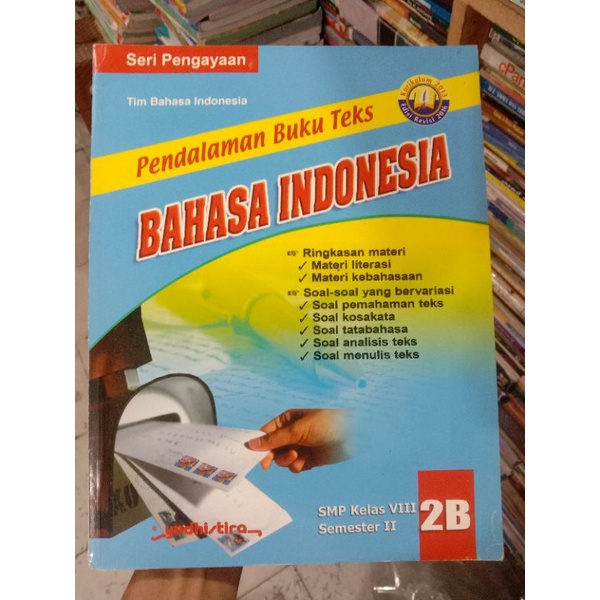 Seri Pengayaan
Tim Bahasa Indonesia
Kurikulum 2013
Edisi Revisi 2016
Pendalaman Buku Teks
BAHASA INDONESIA
Ringkasan materi
✓ Materi literasi
✓ Materi kebahasaan
Soal-soal yang bervariasi
✓ Soal pemahaman teks
✓ Soal kosakata
✓ Soal tatabahasa
✓ Soal analisis teks
✓ Soal menulis teks
yudhistira
SMP Kelas VIII
Semester II
2B